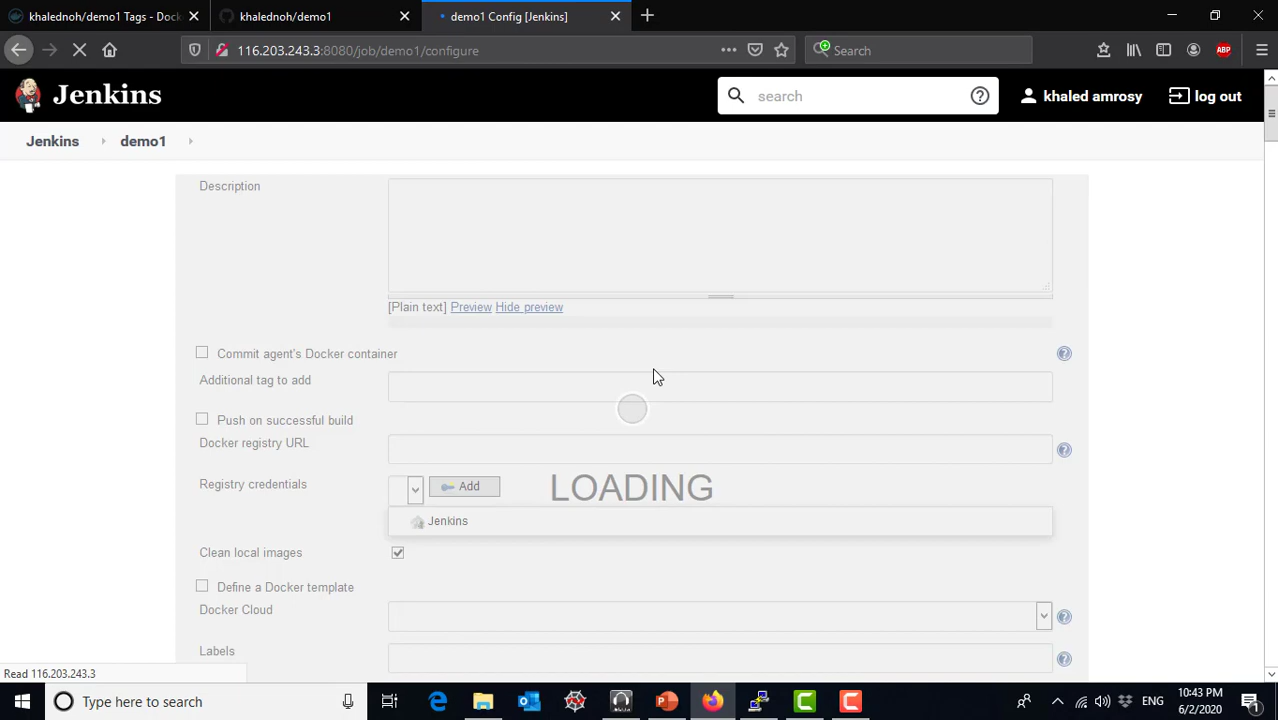 khalednoh/demo1 Tags - Dock
khalednoh/demo1
demo1 Config [Jenkins]
116.203.243.3:8080/job/demo1/configure
Search
ABP
Jenkins
search
khaled amrosy
log out
Jenkins
demo1
Description
[Plain text] Preview Hide preview
Commit agent's Docker container
Additional tag to add
Push on successful build
Docker registry URL
Registry credentials
Add
LOADING
Jenkins
Clean local images
Define a Docker template
Docker Cloud
Labels
Read 116.203.243.3
Type here to search
ENG
10:43 PM
6/2/2020
1